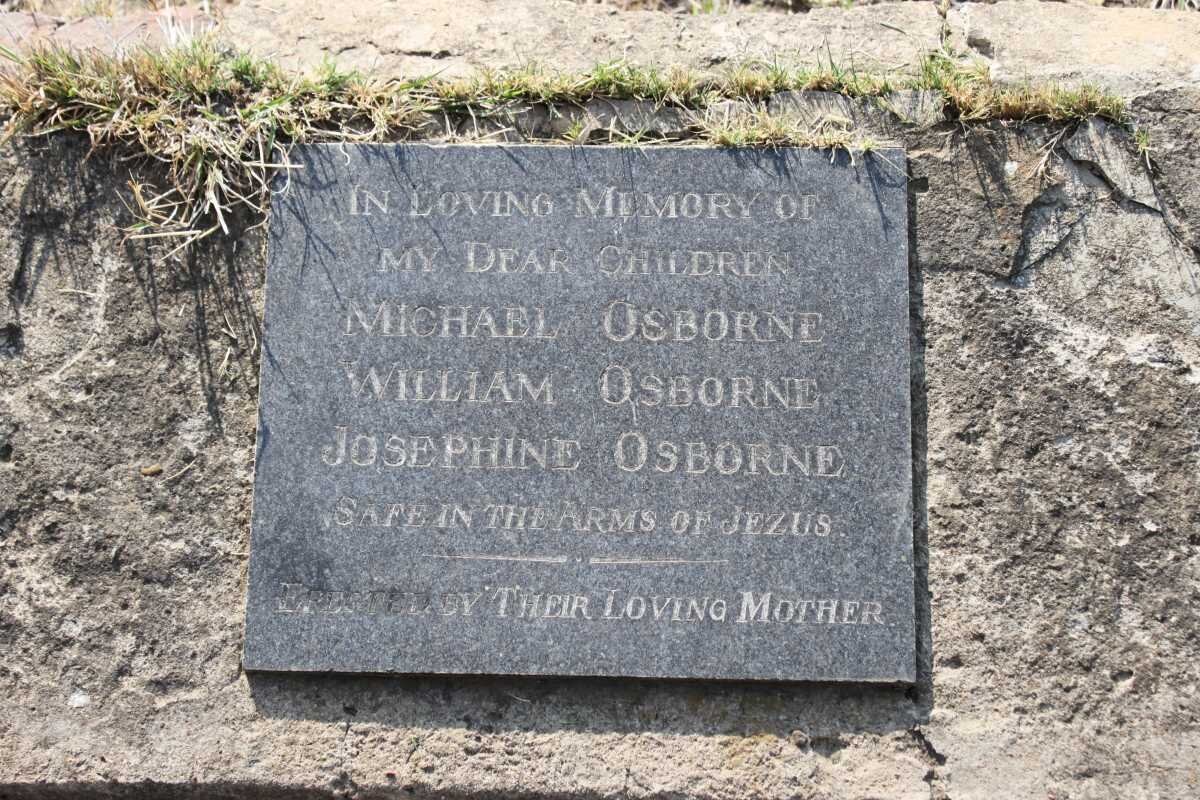 In Loving Memory of
my Dear Children
Michael Osborne
William Osborne
Josephine Osborne
Safe in the Arms of Jezus.
Erected by Their Loving Mother.